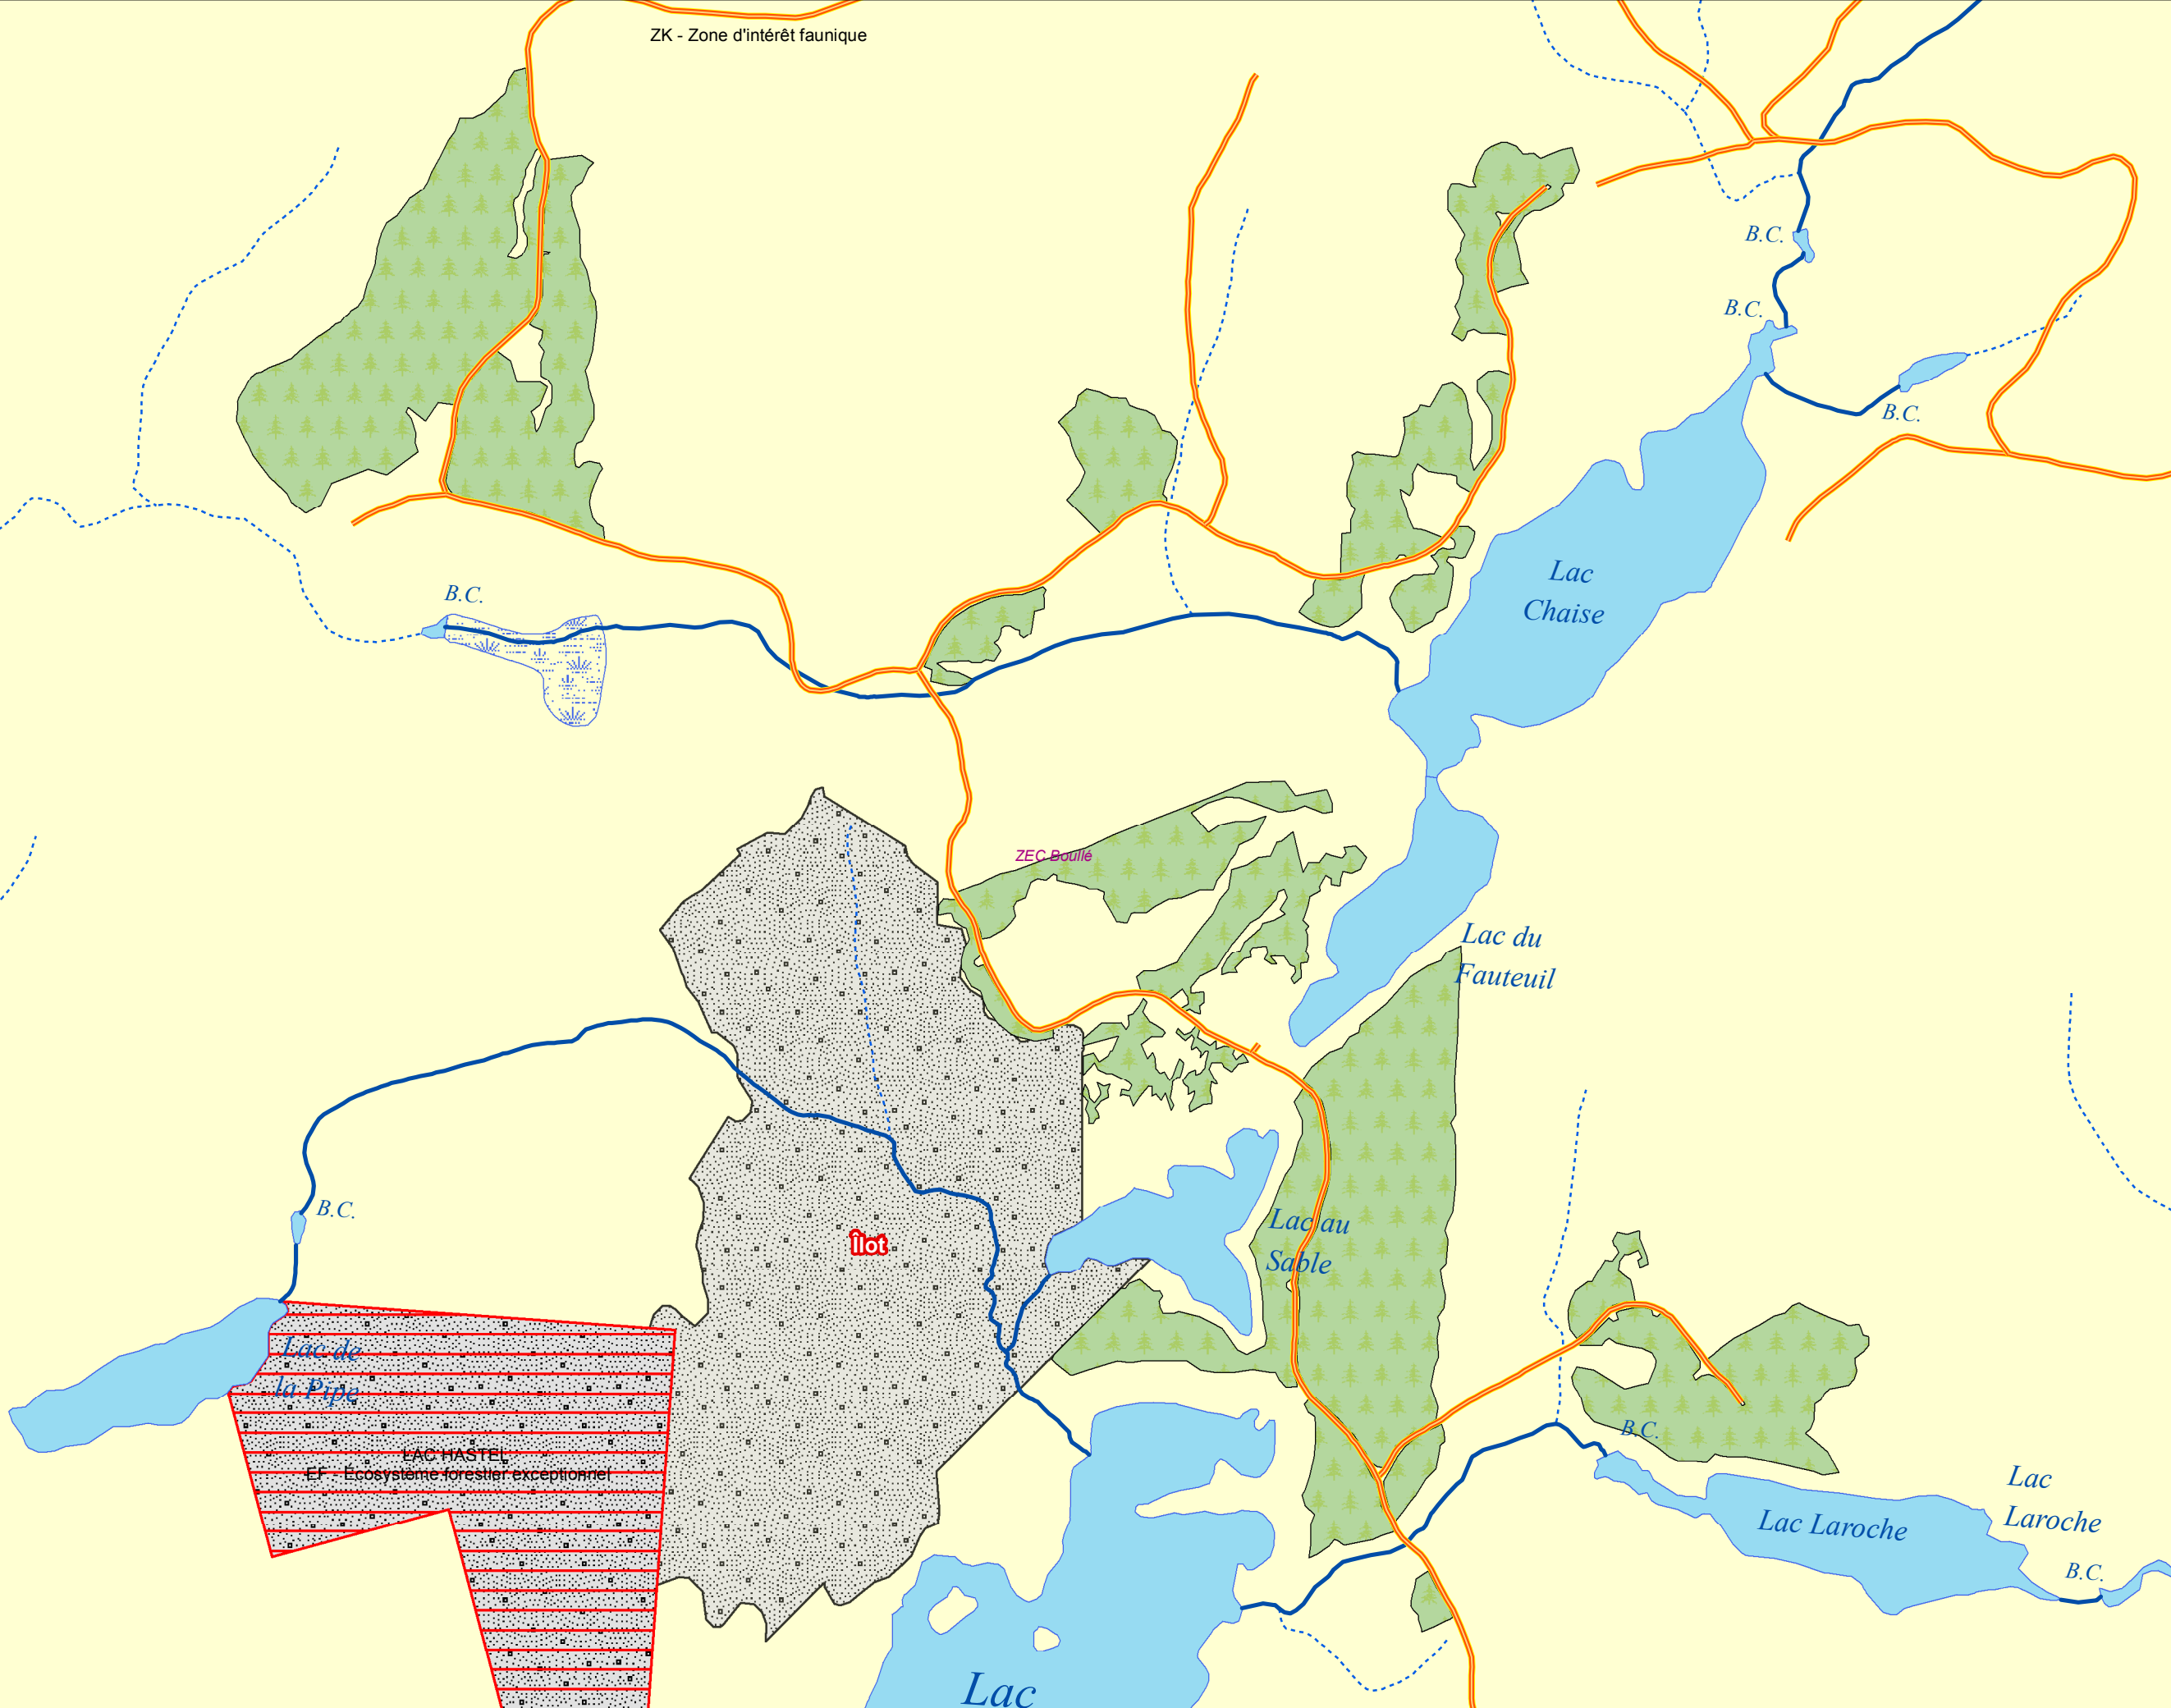 ZK - Zone d'intérêt faunique
B.C.
B.C.
B.C.
Lac
Chaise
B.C.
ZEC Boullé
Lac du
Fauteuil
B.C.
Lac au
Sable
Îlot
Lac de
la Pipe
LAC HASTEL
EF - Écosystème forestier exceptionnel
B.C.
Lac
Laroche
Lac Laroche
B.C.
Lac